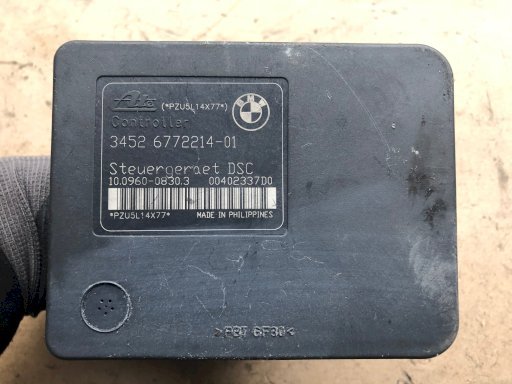 Ate (*PZU5L14X77*) BMW
Controller
3452 6772214-01
Steuergeraet DSC
10.0960-0830.3 00402337D0
*PZU5L14X77* MADE IN PHILIPPINES
>PBT GF30<